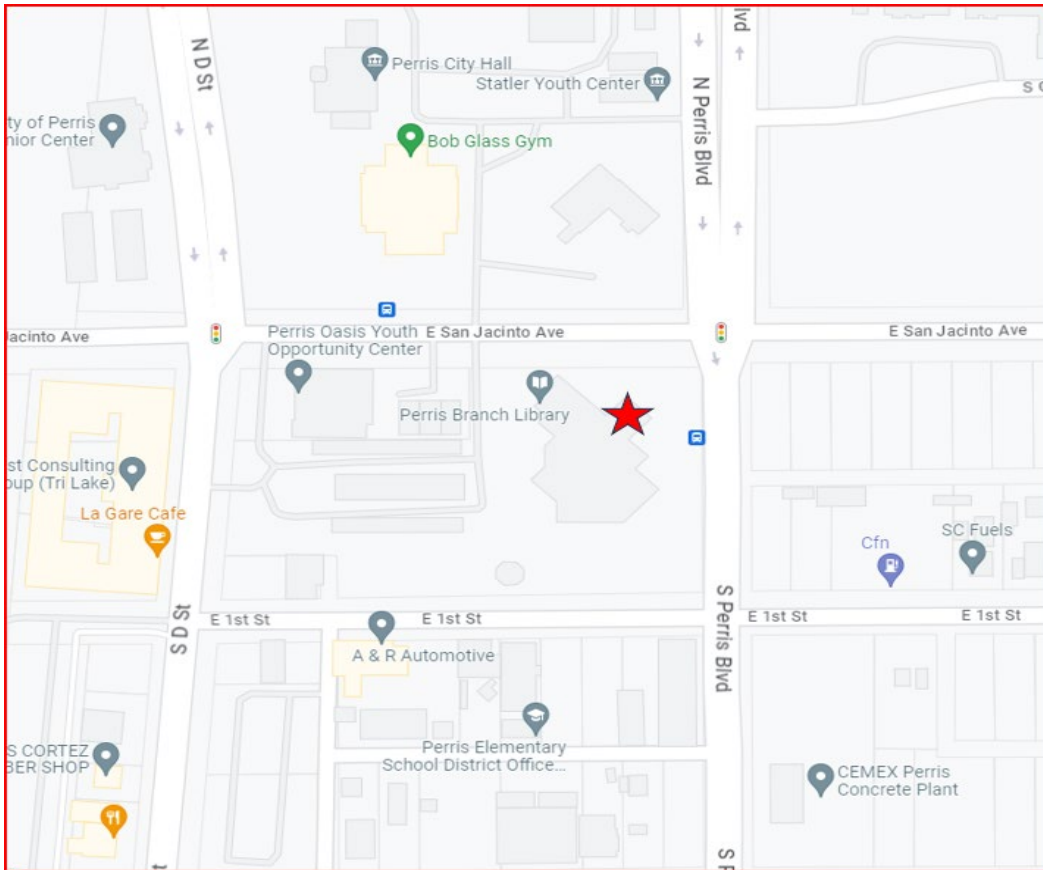 N D St
Perris City Hall
Statler Youth Center
lvd
N Perris Blvd
S
ty of Perris
nior Center
Bob Glass Gym
Jacinto Ave
Perris Oasis Youth
Opportunity Center
E San Jacinto Ave
E San Jacinto Ave
Perris Branch Library
st Consulting
oup (Tri Lake)
La Gare Cafe
Cfn
SC Fuels
S D St
E 1st St
E 1st St
S Perris Blvd
E 1st St
E 1st St
A & R Automotive
Perris Elementary
School District Office...
S CORTEZ
BER SHOP
CEMEX Perris
Concrete Plant
t
S P